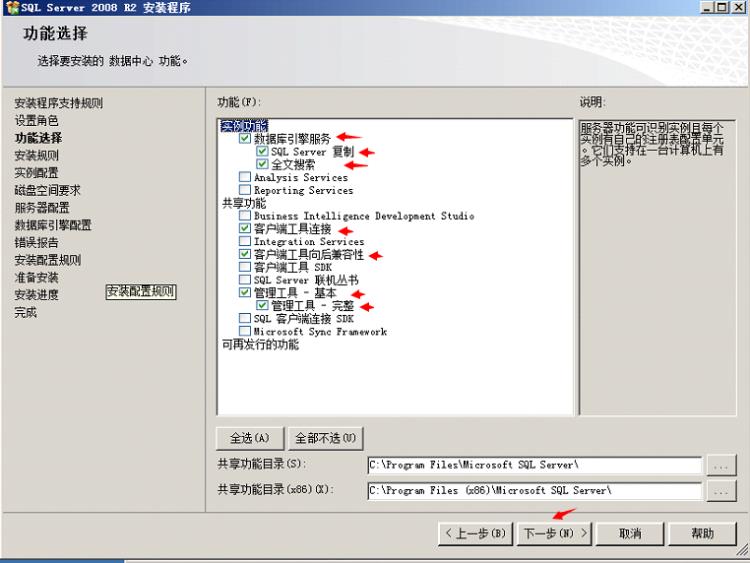 SQL Server 2008 R2 安装程序
功能选择
选择要安装的 数据中心 功能。
安装程序支持规则
设置角色
功能选择
安装规则
实例配置
磁盘空间要求
服务器配置
数据库引擎配置
错误报告
安装配置规则
准备安装
安装进度
完成
安装配置规则
功能(F):
实例功能
数据库引擎服务
SQL Server 复制
全文搜索
Analysis Services
Reporting Services
共享功能
Business Intelligence Development Studio
客户端工具连接
Integration Services
客户端工具向后兼容性
客户端工具 SDK
SQL Server 联机丛书
管理工具 - 基本
管理工具 - 完整
SQL 客户端连接 SDK
Microsoft Sync Framework
可再发行的功能
说明:
服务器功能可识别实例且每个
实例有自己的注册表配置单元
。它们支持在一台计算机上有
多个实例。
全选(A)
全部不选(U)
共享功能目录(S):
C:\Program Files\Microsoft SQL Server\
...
共享功能目录(x86)(X):
C:\Program Files (x86)\Microsoft SQL Server\
...
< 上一步(B)
下一步(N) >
取消
帮助